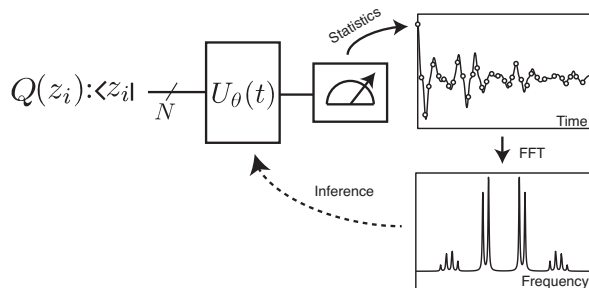 Statistics
Q(z_i):<z_i|
N
U_θ(t)
Time
FFT
Inference
Frequency